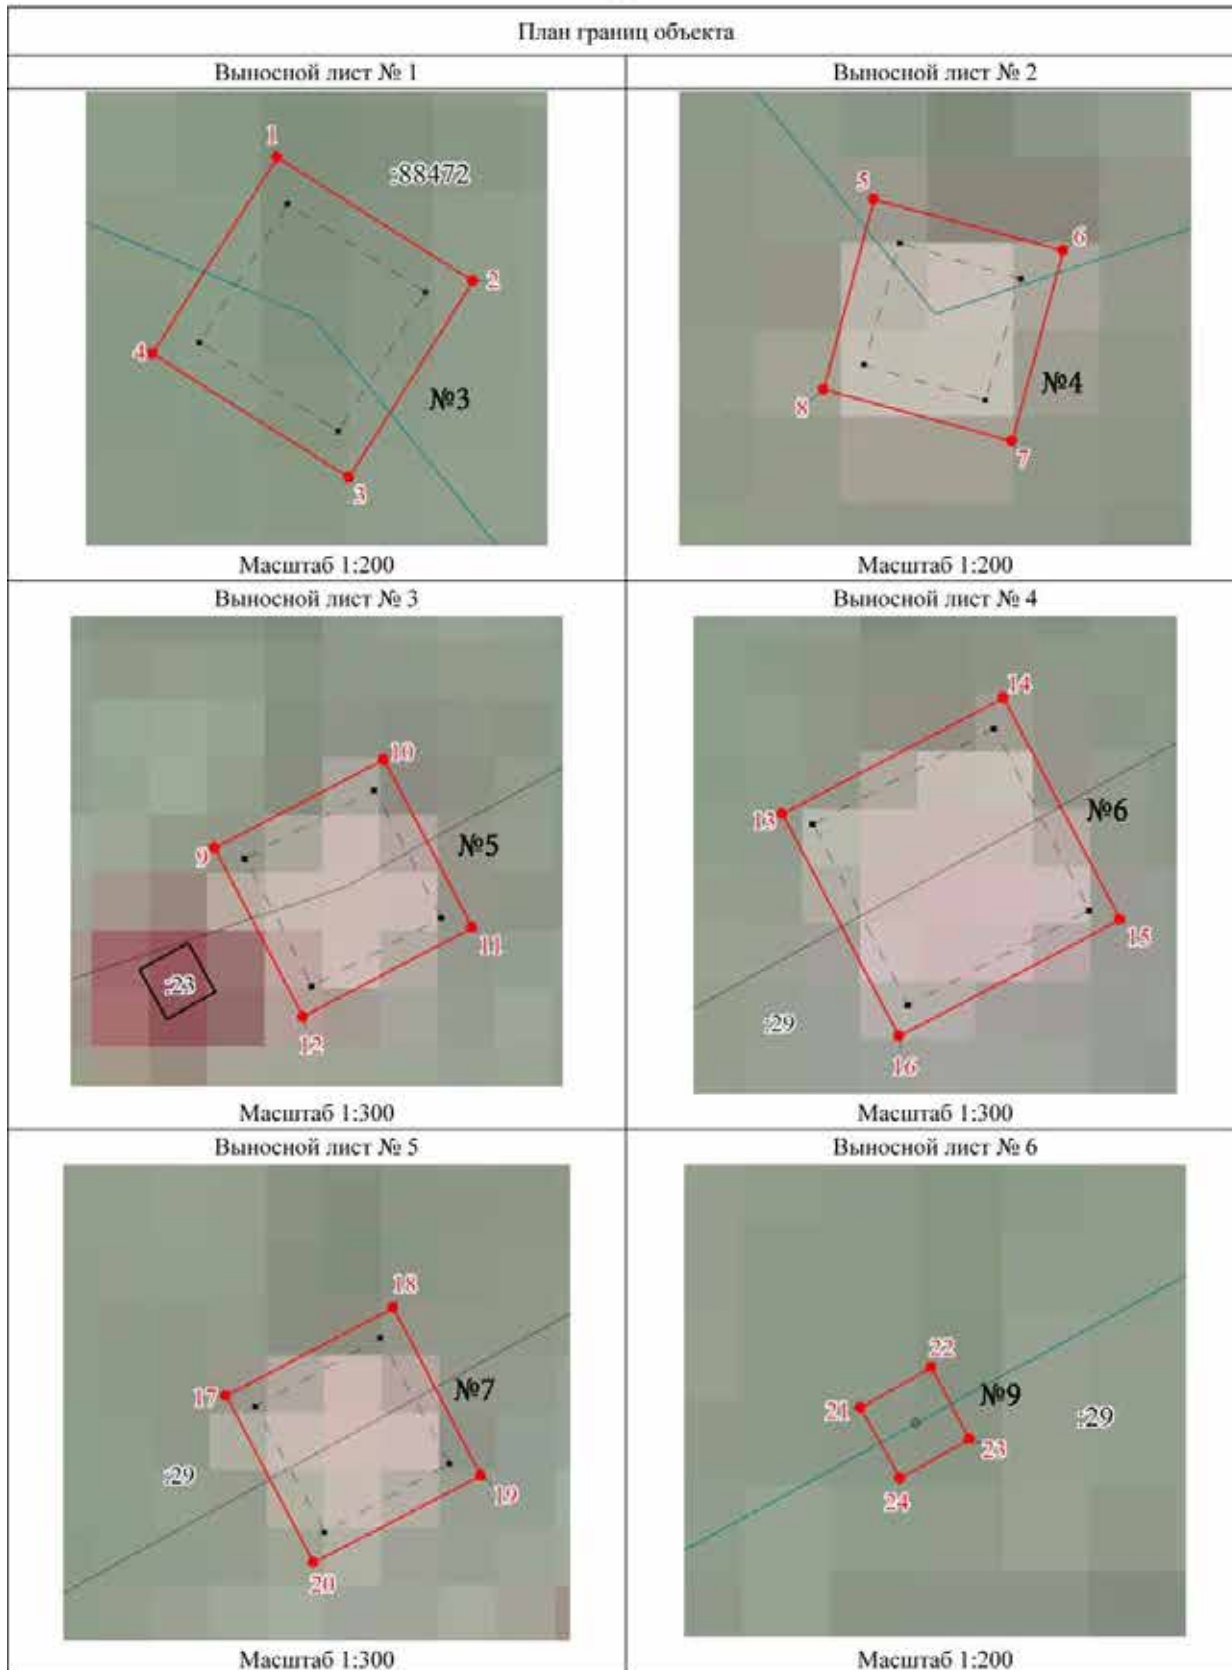 План границ объекта
Выносной лист № 1
1
:88472
2
4
№3
3
Масштаб 1:200
Выносной лист № 2
5
6
№4
8
7
Масштаб 1:200
Выносной лист № 3
10
9
№5
11
:23
12
Масштаб 1:300
Выносной лист № 4
14
13
№6
15
:29
16
Масштаб 1:300
Выносной лист № 5
18
17
№7
:29
19
20
Масштаб 1:300
Выносной лист № 6
22
№9
21
:29
23
24
Масштаб 1:200